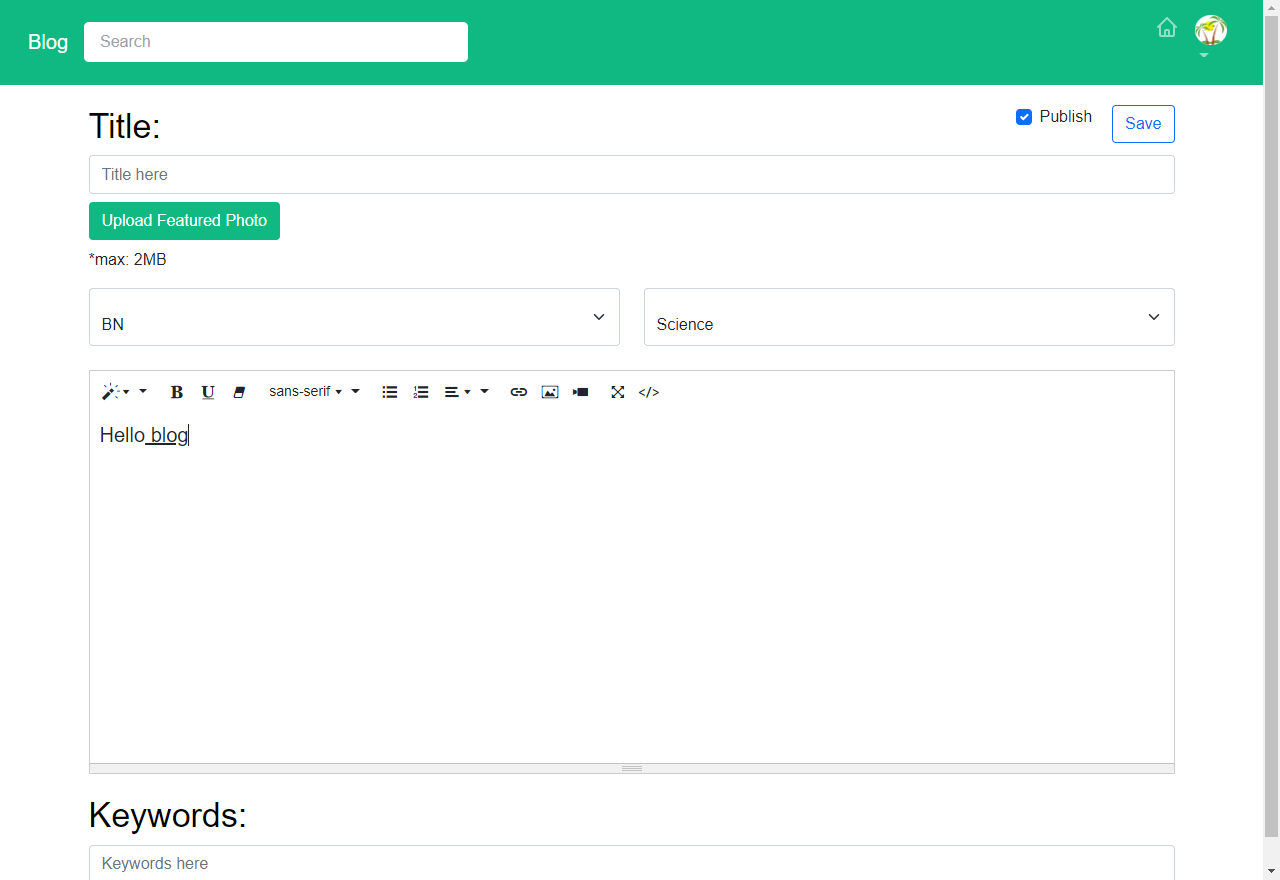 Blog Search
Title: Publish Save
Title here
Upload Featured Photo
*max: 2MB
BN Science
B U sans-serif </>
Hello blog
Keywords:
Keywords here